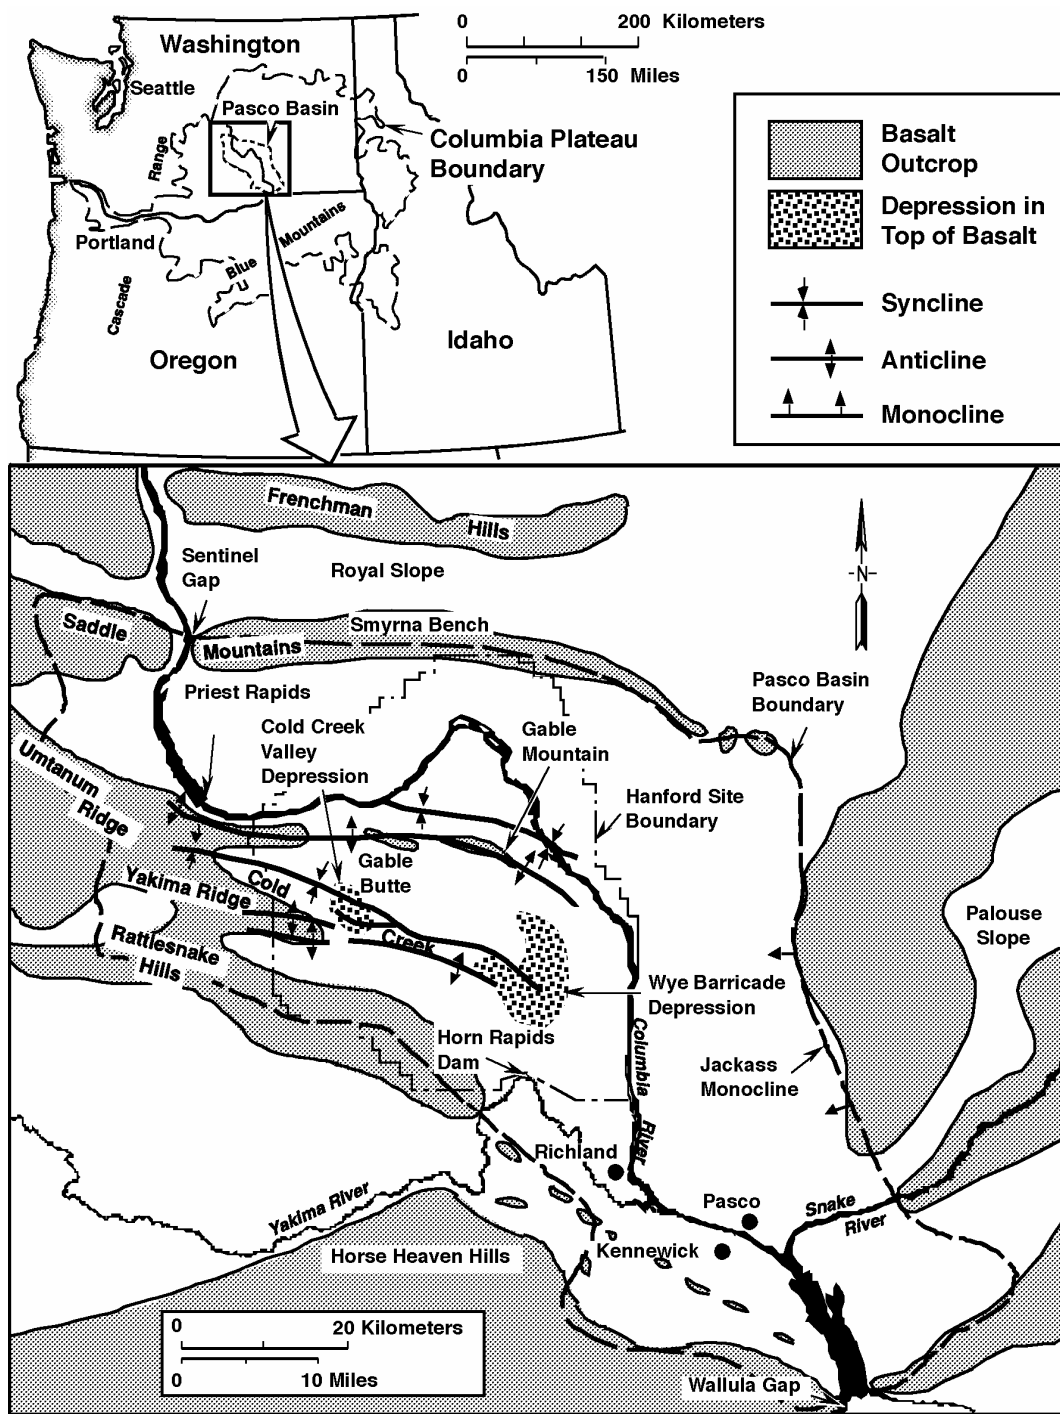 0 200 Kilometers
0 150 Miles
Washington
Seattle
Pasco Basin
Columbia Plateau
Boundary
Range
Portland
Mountains
Blue
Cascade
Oregon
Idaho
Basalt
Outcrop
Depression in
Top of Basalt
Syncline
Anticline
Monocline
Frenchman
Hills
Sentinel
Gap
Royal Slope
N
Saddle
Mountains
Smyrna Bench
Priest Rapids
Pasco Basin
Boundary
Cold Creek
Valley
Depression
Gable
Mountain
Umtanum
Ridge
Hanford Site
Boundary
Gable
Butte
Cold
Creek
Yakima Ridge
Rattlesnake
Hills
Palouse
Slope
Wye Barricade
Depression
Horn Rapids
Dam
Columbia
River
Jackass
Monocline
Richland
Yakima River
Pasco
Snake
River
Kennewick
Horse Heaven Hills
0 20 Kilometers
0 10 Miles
Wallula Gap